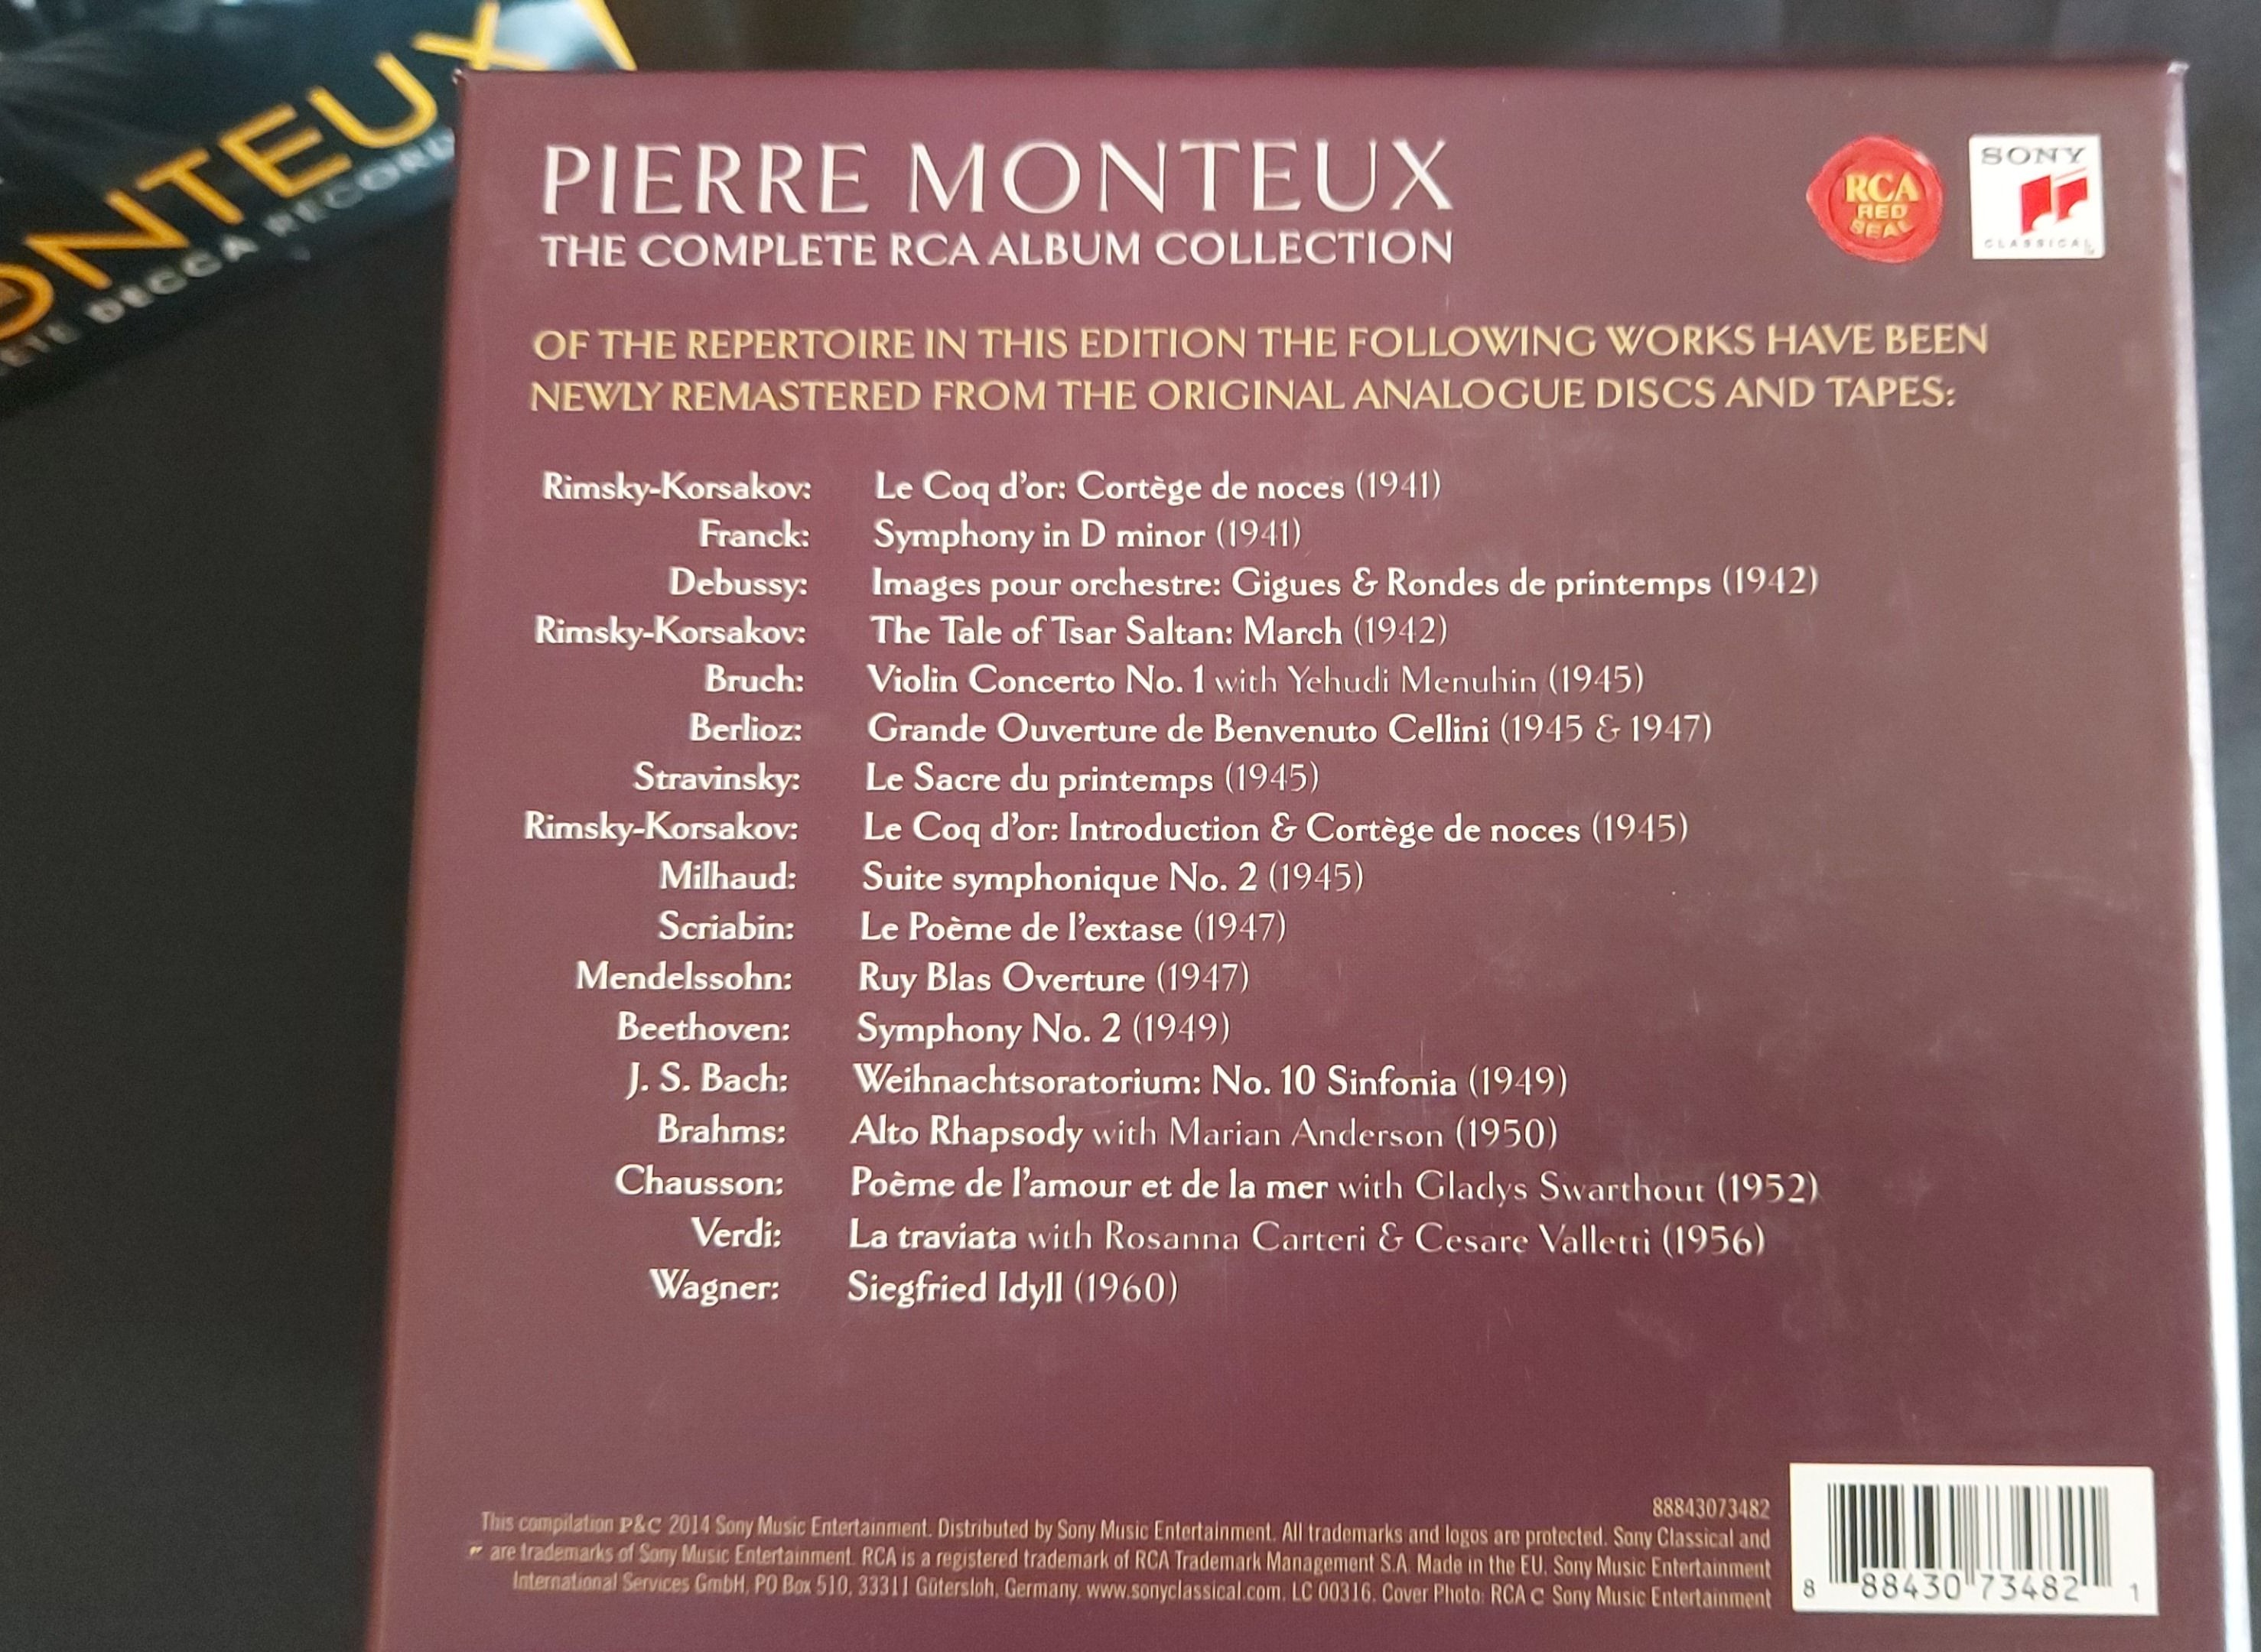 ONTEUX
ETE DECCA RECORD
PIERRE MONTEUX
THE COMPLETE RCA ALBUM COLLECTION
RCA
RED
SEAL
SONY
CLASSICAL
OF THE REPERTOIRE IN THIS EDITION THE FOLLOWING WORKS HAVE BEEN
NEWLY REMASTERED FROM THE ORIGINAL ANALOGUE DISCS AND TAPES:
Rimsky-Korsakov: Le Coq d'or: Cortège de noces (1941)
Franck: Symphony in D minor (1941)
Debussy: Images pour orchestre: Gigues & Rondes de printemps (1942)
Rimsky-Korsakov: The Tale of Tsar Saltan: March (1942)
Bruch: Violin Concerto No. 1 with Yehudi Menuhin (1945)
Berlioz: Grande Ouverture de Benvenuto Cellini (1945 & 1947)
Stravinsky: Le Sacre du printemps (1945)
Rimsky-Korsakov: Le Coq d'or: Introduction & Cortège de noces (1945)
Milhaud: Suite symphonique No. 2 (1945)
Scriabin: Le Poème de l'extase (1947)
Mendelssohn: Ruy Blas Overture (1947)
Beethoven: Symphony No. 2 (1949)
J. S. Bach: Weihnachtsoratorium: No. 10 Sinfonia (1949)
Brahms: Alto Rhapsody with Marian Anderson (1950)
Chausson: Poème de l'amour et de la mer with Gladys Swarthout (1952)
Verdi: La traviata with Rosanna Carteri & Cesare Valletti (1956)
Wagner: Siegfried Idyll (1960)
88843073482
This compilation P&C 2014 Sony Music Entertainment. Distributed by Sony Music Entertainment. All trademarks and logos are protected. Sony Classical and
are trademarks of Sony Music Entertainment. RCA is a registered trademark of RCA Trademark Management S.A. Made in the EU. Sony Music Entertainment
International Services GmbH, PO Box 510, 33311 Gütersloh, Germany. www.sonyclassical.com. LC 00316. Cover Photo: RCA C Sony Music Entertainment
8 88430 73482 1